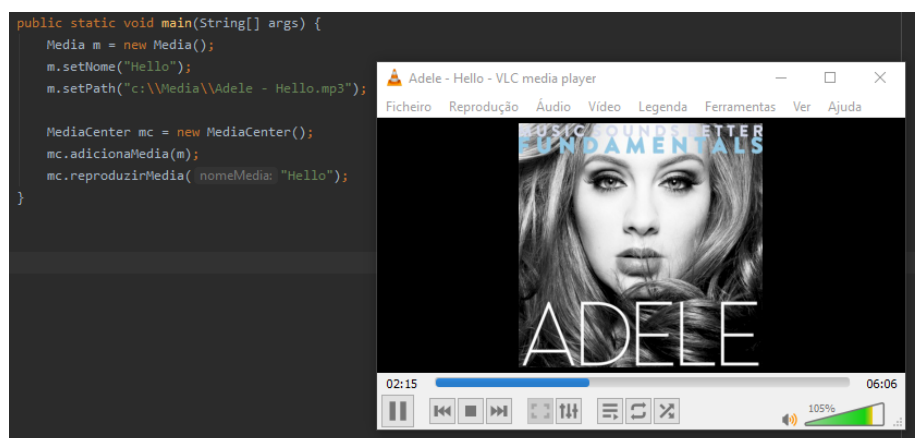 public static void main(String[] args) {
Media m = new Media();
m.setNome("Hello");
m.setPath("c:\\Media\\Adele - Hello.mp3");
MediaCenter mc = new MediaCenter();
mc.adicionaMedia(m);
mc.reproduzirMedia( nomeMedia: "Hello");
}
Adele - Hello - VLC media player
Ficheiro Reprodução Áudio Vídeo Legenda Ferramentas Ver Ajuda
MUSIC SOUNDS BETTER
FUNDAMENTALS
ADELE
02:15 06:06
105%